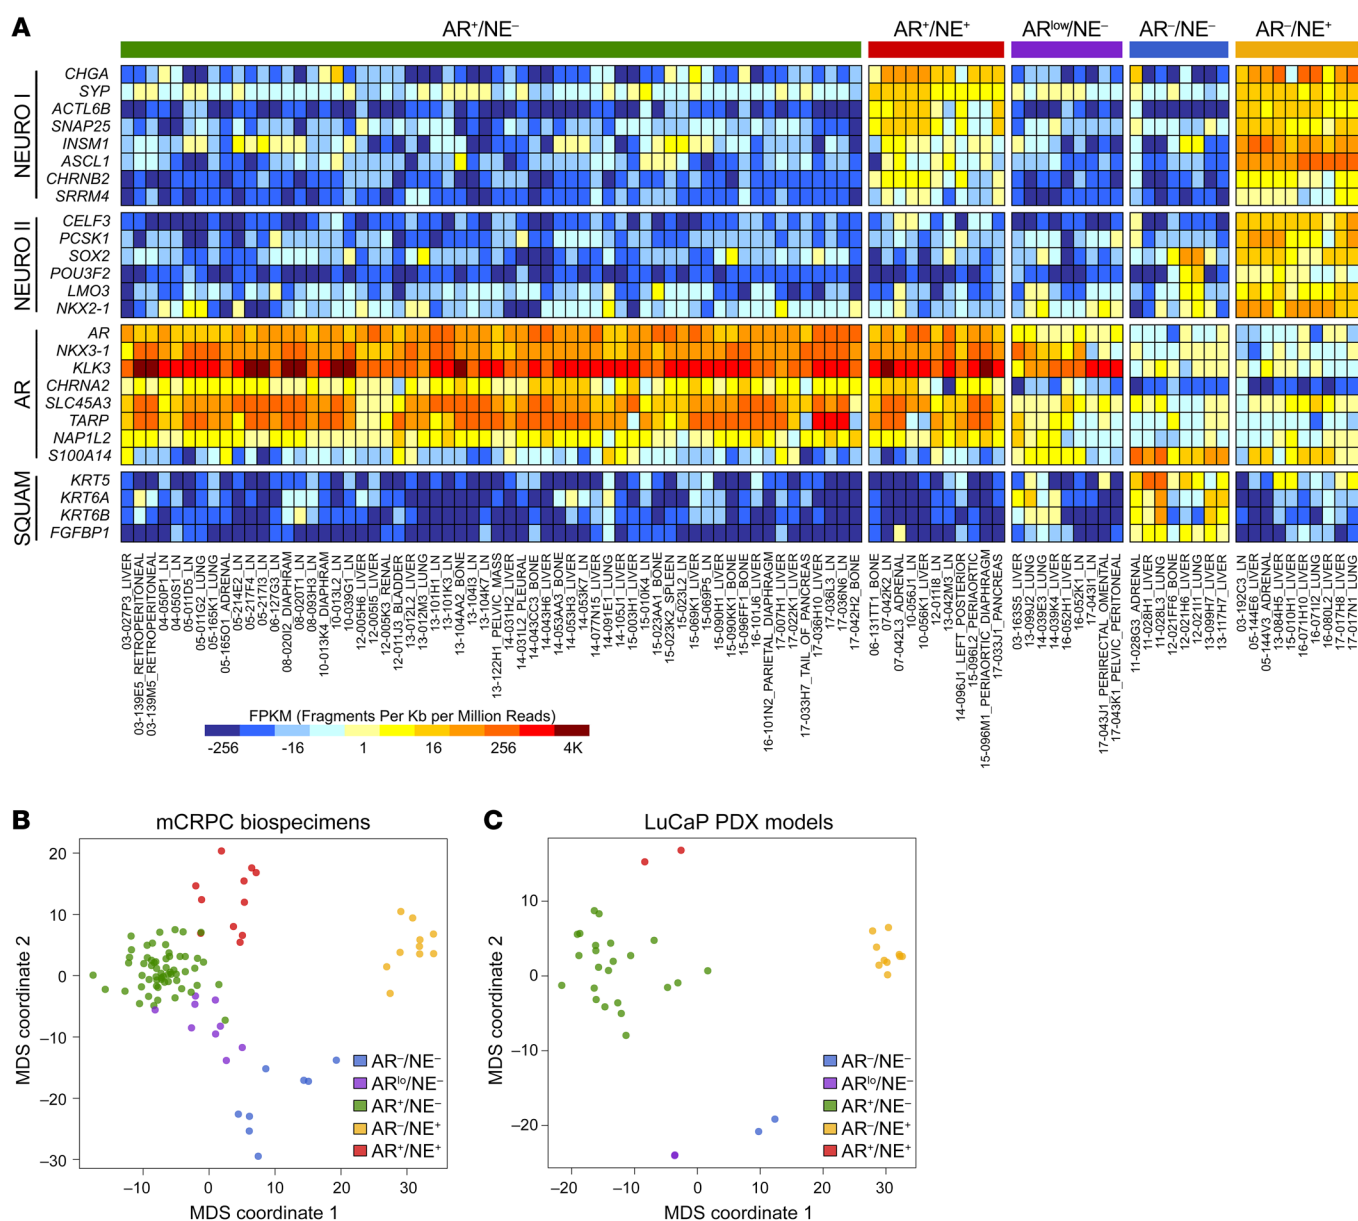 A
AR⁺/NE⁻
AR⁺/NE⁺
ARˡᵒʷ/NE⁻
AR⁻/NE⁻
AR⁻/NE⁺
NEURO I
CHGA
SYP
ACTL6B
SNAP25
INSM1
ASCL1
CHRNB2
SRRM4
NEURO II
CELF3
PCSK1
SOX2
POU3F2
LMO3
NKX2-1
AR
AR
NKX3-1
KLK3
CHRNA2
SLC45A3
TARP
NAP1L2
S100A14
SQUAM
KRT5
KRT6A
KRT6B
FGFBP1
03-027P3_LIVER
03-139E5_RETROPERITONEAL
03-139M5_RETROPERITONEAL
04-050P1_LN
04-050S1_LN
05-011D5_LN
05-011G2_LUNG
05-165K1_LUNG
05-165O1_ADRENAL
05-214E2_LN
05-217F4_LN
05-217I3_LN
06-127G3_LN
08-020I2_DIAPHRAM
08-020T1_LN
08-093H3_LN
10-013K4_DIAPHRAM
10-013L2_LN
10-039G1_LN
12-005H6_LIVER
12-005I5_LIVER
12-005K3_RENAL
12-011J3_BLADDER
13-012L2_LIVER
13-012M3_LUNG
13-101H1_LN
13-101K3_LN
13-104AA2_BONE
13-104I3_LN
13-104K7_LN
13-122H1_PELVIC_MASS
14-031H2_LIVER
14-031L2_PLEURAL
14-043C3_BONE
14-043H6_LIVER
14-053AA3_BONE
14-053H3_LIVER
14-053K7_LN
14-077N15_LIVER
14-091E1_LUNG
14-105J1_LIVER
15-003H1_LIVER
15-010K4_LN
15-023AA1_BONE
15-023K2_SPLEEN
15-023L2_LN
15-069K1_LIVER
15-069P5_LN
15-090H1_LIVER
15-090KK1_BONE
15-096FF1_BONE
16-101J6_LIVER
16-101N2_PARIETAL_DIAPHRAGM
17-007H1_LIVER
17-022K1_LIVER
17-033H7_TAIL_OF_PANCREAS
17-036H10_LIVER
17-036L3_LN
17-036N6_LN
17-042H2_BONE
06-131TT1_BONE
07-042K2_LN
07-042L3_ADRENAL
10-056J1_LN
10-056K1_LIVER
12-011I8_LN
13-042M3_LN
14-096J1_LEFT_POSTERIOR
15-096L2_PERIAORTIC
15-096M1_PERIAORTIC_DIAPHRAGM
17-033J1_PANCREAS
03-163S5_LIVER
03-099J2_LUNG
14-039E3_LUNG
14-039K4_LIVER
16-052H2_LIVER
16-052K1_LN
17-043I1_LN
17-043J1_PERIRECTAL_OMENTAL
17-043K1_PELVIC_PERITONEAL
11-028G3_ADRENAL
11-028H1_LIVER
11-028L3_LUNG
12-021FF6_BONE
12-021H6_LIVER
12-021I1_LUNG
13-099H7_LIVER
13-117H7_LIVER
03-192C3_LN
05-144E6_LIVER
05-144V3_ADRENAL
13-084H5_LIVER
15-010H1_LIVER
16-071H10_LIVER
16-071I2_LUNG
16-080L2_LIVER
17-017H8_LIVER
17-017N1_LUNG
FPKM (Fragments Per Kb per Million Reads)
-256 -16 1 16 256 4K
B
mCRPC biospecimens
MDS coordinate 2
20
10
0
–10
–20
–30
AR⁻/NE⁻
ARˡᵒ/NE⁻
AR⁺/NE⁻
AR⁻/NE⁺
AR⁺/NE⁺
–10 0 10 20 30
MDS coordinate 1
C
LuCaP PDX models
MDS coordinate 2
10
0
–10
–20
AR⁻/NE⁻
ARˡᵒ/NE⁻
AR⁺/NE⁻
AR⁻/NE⁺
AR⁺/NE⁺
–20 –10 0 10 20 30
MDS coordinate 1